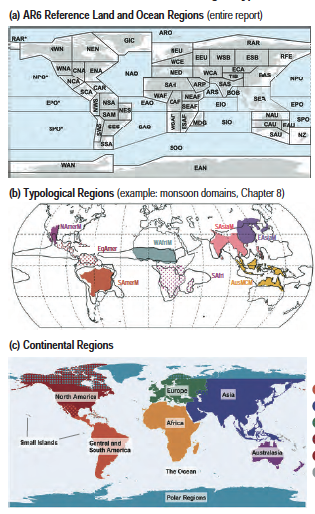 (a) AR6 Reference Land and Ocean Regions (entire report)
ARO
RAR* GIC RAR
NWN NEN NEU
WCE EEU WSB ESB RFE
WNA CNA ENA NAO MED WCA ECA EAS NPO
NCA TIB
SCA CAR SAH ARP SAS
WAF CAF NEAF ARS BOB SEA
EPO* NWS NSA NES EAO SEAF EIO EPO
SAM WSAF ESAF MDG SIO NAU
SPO* SAO CAU EAU SPO
SSA SAU NZ
SOO
WAN EAN
(b) Typological Regions (example: monsoon domains, Chapter 8)
NAmerM WAfriM SAsiaM EAsiaM
EqAmer
SAmerM SAfri AusMCM
(c) Continental Regions
North America Europe Asia
Africa
Small Islands Central and
South America Australasia
The Ocean
Polar Regions